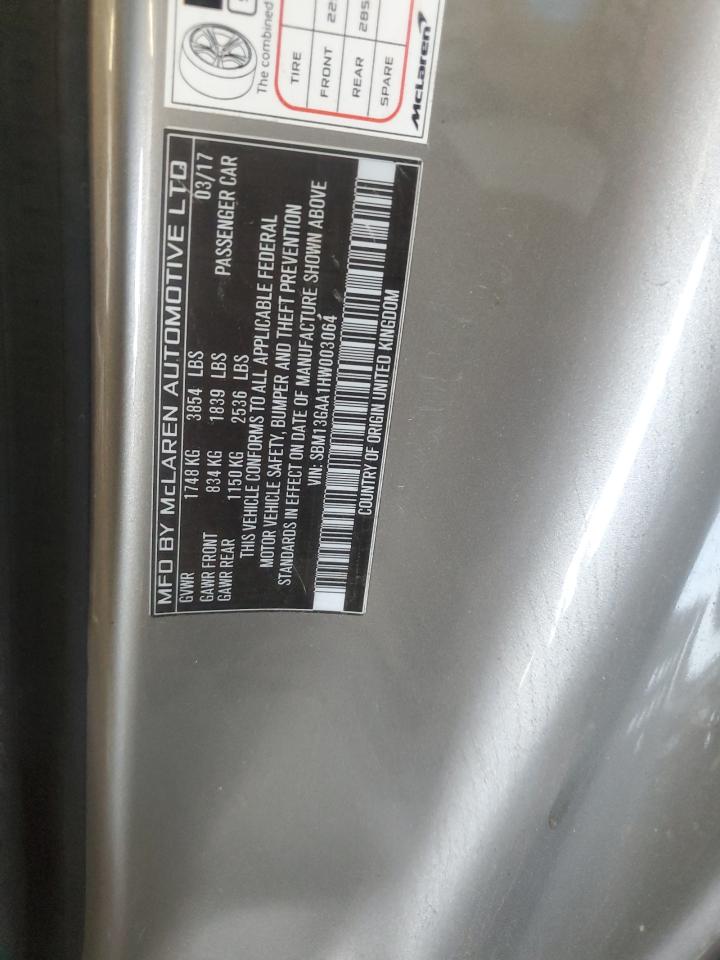 The combined
TIRE
FRONT 22
REAR 285
SPARE
McLaren
MFD BY McLAREN AUTOMOTIVE LTD
GVWR 1748 KG 3854 LBS 03/17
GAWR FRONT 834 KG 1839 LBS PASSENGER CAR
GAWR REAR 1150 KG 2536 LBS
THIS VEHICLE CONFORMS TO ALL APPLICABLE FEDERAL
MOTOR VEHICLE SAFETY, BUMPER AND THEFT PREVENTION
STANDARDS IN EFFECT ON DATE OF MANUFACTURE SHOWN ABOVE
VIN: SBM13GAA1HW003064
COUNTRY OF ORIGIN UNITED KINGDOM